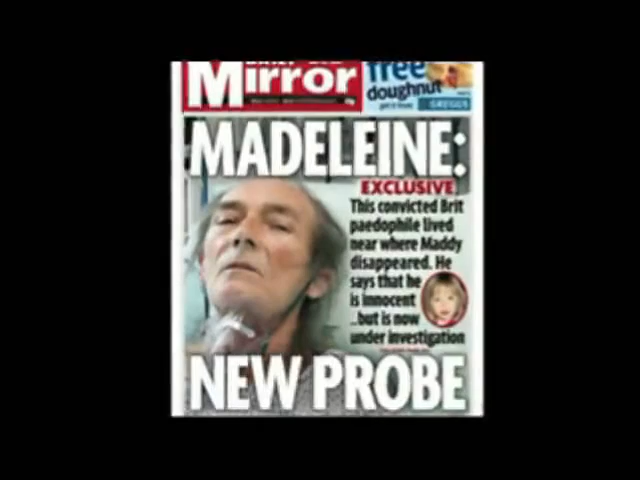 Mirror
free
doughnut
GREGGS
MADELEINE:
EXCLUSIVE
This convicted Brit
paedophile lived
near where Maddy
disappeared. He
says that he
is innocent
...but is now
under investigation
NEW PROBE